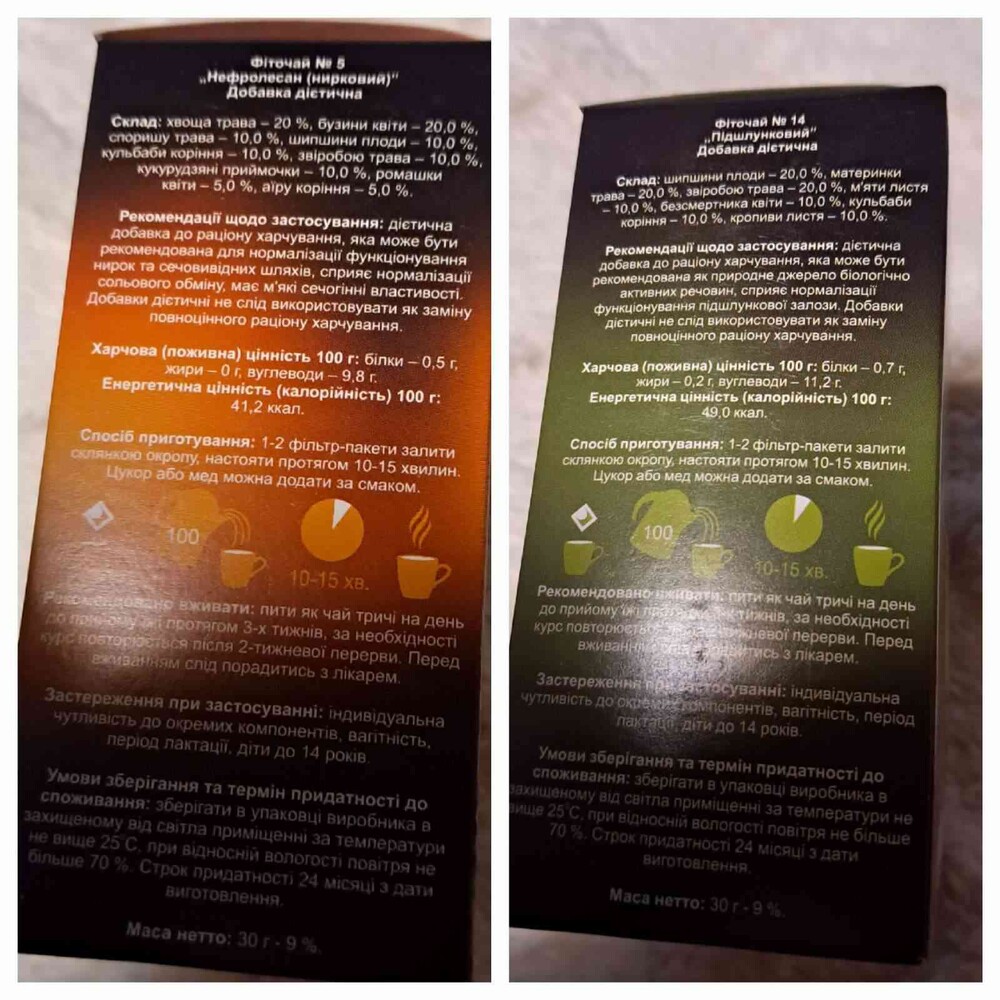 Фіточай № 5
„Нефролесан (нирковий)"
Добавка дієтична
Склад: хвоща трава – 20 %, бузини квіти – 20,0 %,
споришу трава – 10,0 %, шипшини плоди – 10,0 %,
кульбаби коріння – 10,0 %, звіробою трава – 10,0 %,
кукурудзяні приймочки – 10,0 %, ромашки
квіти – 5,0 %, аїру коріння – 5,0 %.
Рекомендації щодо застосування: дієтична
добавка до раціону харчування, яка може бути
рекомендована для нормалізації функціонування
нирок та сечовивідних шляхів, сприяє нормалізації
сольового обміну, має м'які сечогінні властивості.
Добавки дієтичні не слід використовувати як заміну
повноцінного раціону харчування.
Харчова (поживна) цінність 100 г: білки – 0,5 г,
жири – 0 г, вуглеводи – 9,8 г.
Енергетична цінність (калорійність) 100 г:
41,2 ккал.
Спосіб приготування: 1-2 фільтр-пакети залити
склянкою окропу, настояти протягом 10-15 хвилин.
Цукор або мед можна додати за смаком.
100
10-15 хв.
Рекомендовано вживати: пити як чай тричі на день
до прийому їжі протягом 3-х тижнів, за необхідності
курс повторюється після 2-тижневої перерви. Перед
вживанням слід порадитись з лікарем.
Застереження при застосуванні: індивідуальна
чутливість до окремих компонентів, вагітність,
період лактації, діти до 14 років.
Умови зберігання та термін придатності до
споживання: зберігати в упаковці виробника в
захищеному від світла приміщенні за температури
не вище 25°С, при відносній вологості повітря не
більше 70 %. Строк придатності 24 місяці з дати
виготовлення.
Маса нетто: 30 г - 9 %.
Фіточай № 14
„Підшлунковий"
Добавка дієтична
Склад: шипшини плоди – 20,0 %, материнки
трава – 20,0 %, звіробою трава – 20,0 %, м'яти листя
– 10,0 %, безсмертника квіти – 10,0 %, кульбаби
коріння – 10,0 %, кропиви листя – 10,0 %.
Рекомендації щодо застосування: дієтична
добавка до раціону харчування, яка може бути
рекомендована як природне джерело біологічно
активних речовин, сприяє нормалізації
функціонування підшлункової залози. Добавки
дієтичні не слід використовувати як заміну
повноцінного раціону харчування.
Харчова (поживна) цінність 100 г: білки – 0,7 г,
жири – 0,2 г, вуглеводи – 11,2 г.
Енергетична цінність (калорійність) 100 г:
49,0 ккал.
Спосіб приготування: 1-2 фільтр-пакети залити
склянкою окропу, настояти протягом 10-15 хвилин.
Цукор або мед можна додати за смаком.
100
10-15 хв.
Рекомендовано вживати: пити як чай тричі на день
до прийому їжі за необхідності
курс повторюється 2-тижневої перерви. Перед
вживанням слід порадитись з лікарем.
Застереження при застосуванні: індивідуальна
чутливість до окремих компонентів, вагітність, період
лактації, діти до 14 років.
Умови зберігання та термін придатності до
споживання: зберігати в упаковці виробника в
захищеному від світла приміщенні за температури не
вище 25°С, при відносній вологості повітря не більше
70 %. Строк придатності 24 місяці з дати
виготовлення.
Маса нетто: 30 г - 9 %.